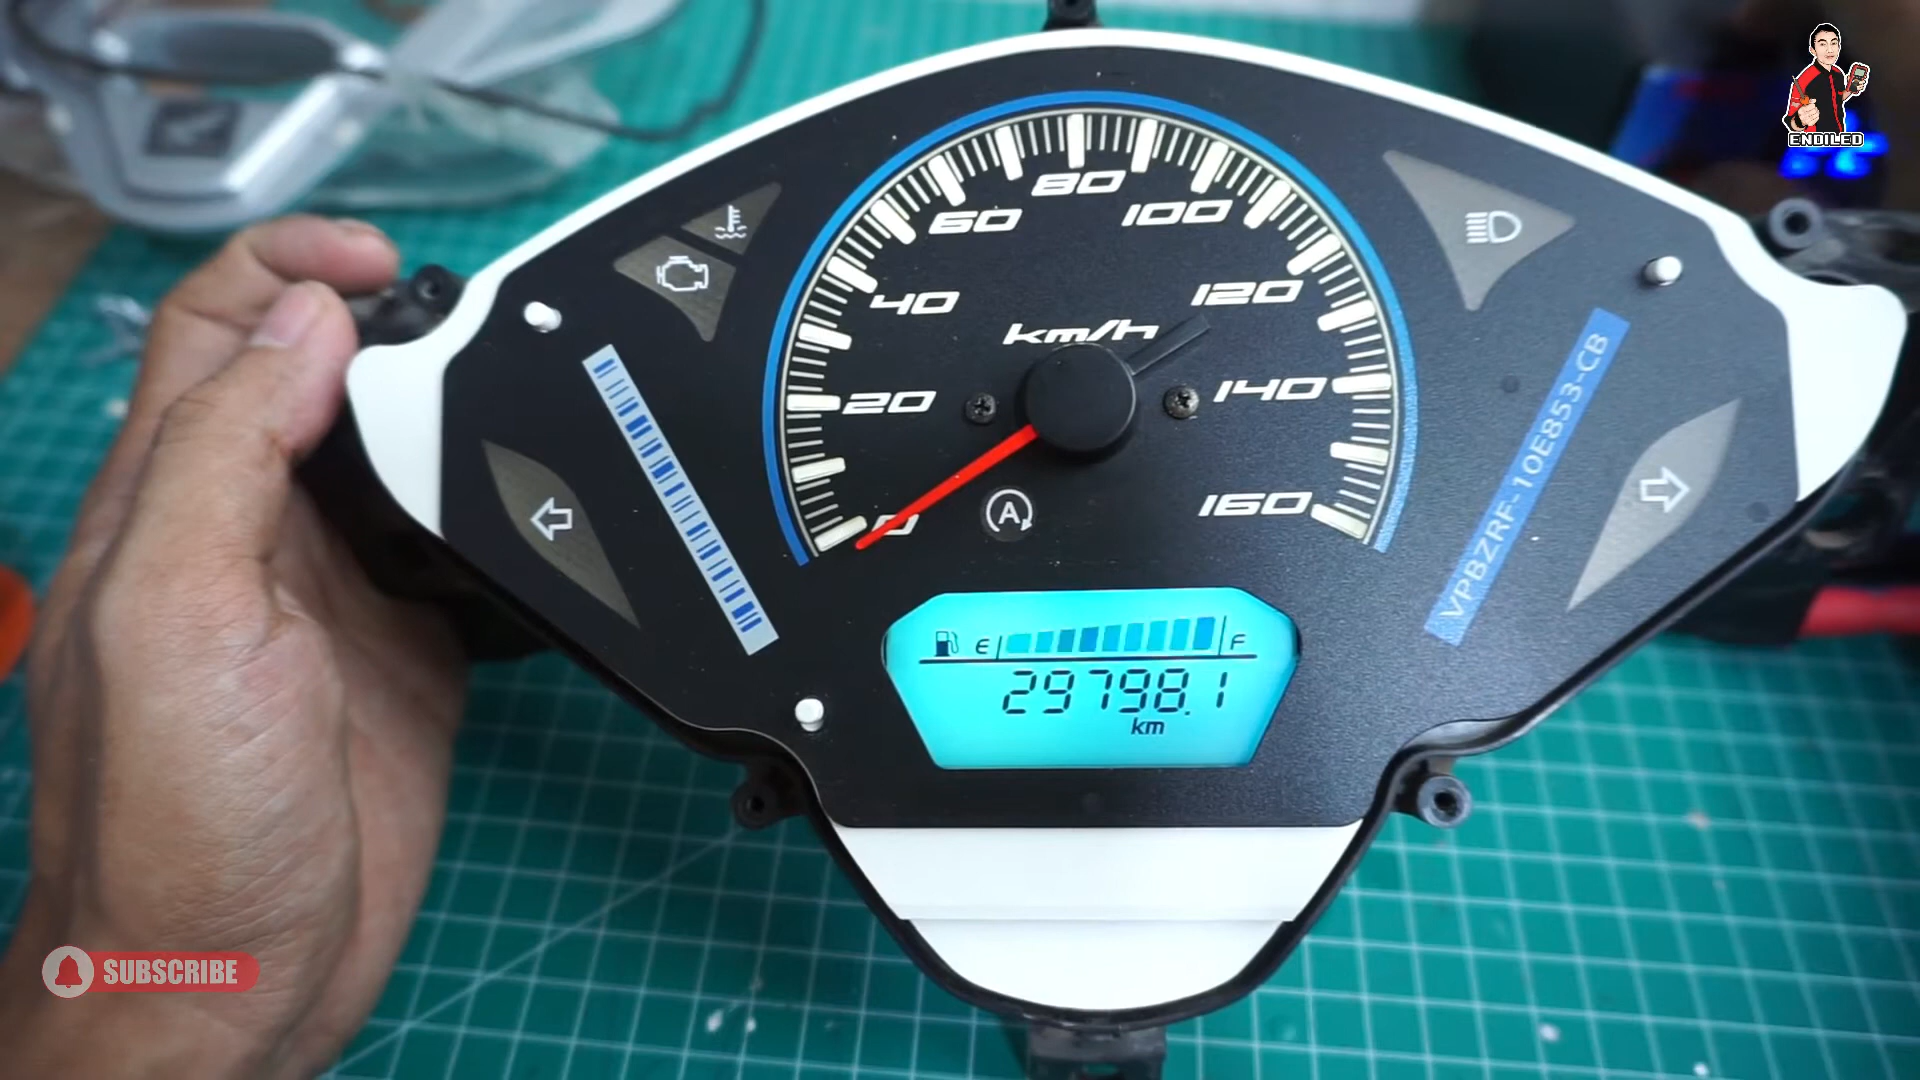 ENDILED
80
60
100
40
120
km/h
20
140
0
160
A
VPBZRF-10E853-CB
E
F
29798.1
km
SUBSCRIBE